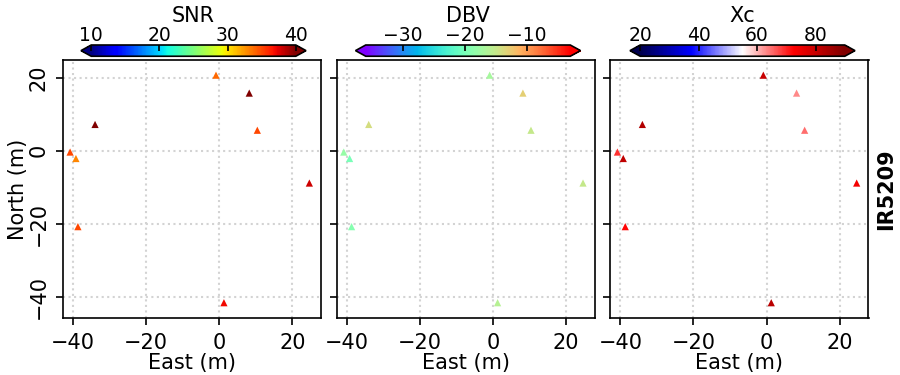 SNR DBV Xc
10 20 30 40 −30 −20 −10 20 40 60 80
20
0
−20
−40
North (m)
−40 −20 0 20 −40 −20 0 20 −40 −20 0 20
East (m) East (m) East (m)
IR5209